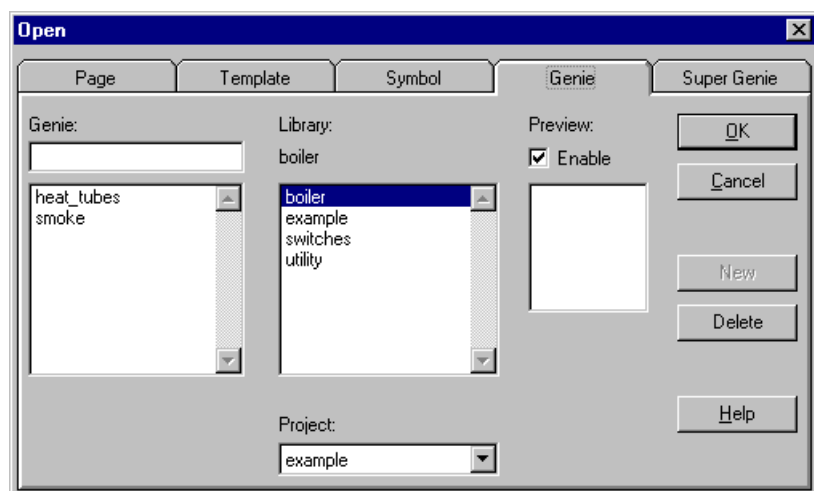 Open
Page
Template
Symbol
Genie
Super Genie
Genie:
heat_tubes
smoke
Library:
boiler
boiler
example
switches
utility
Project:
example
Preview:
Enable
OK
Cancel
New
Delete
Help